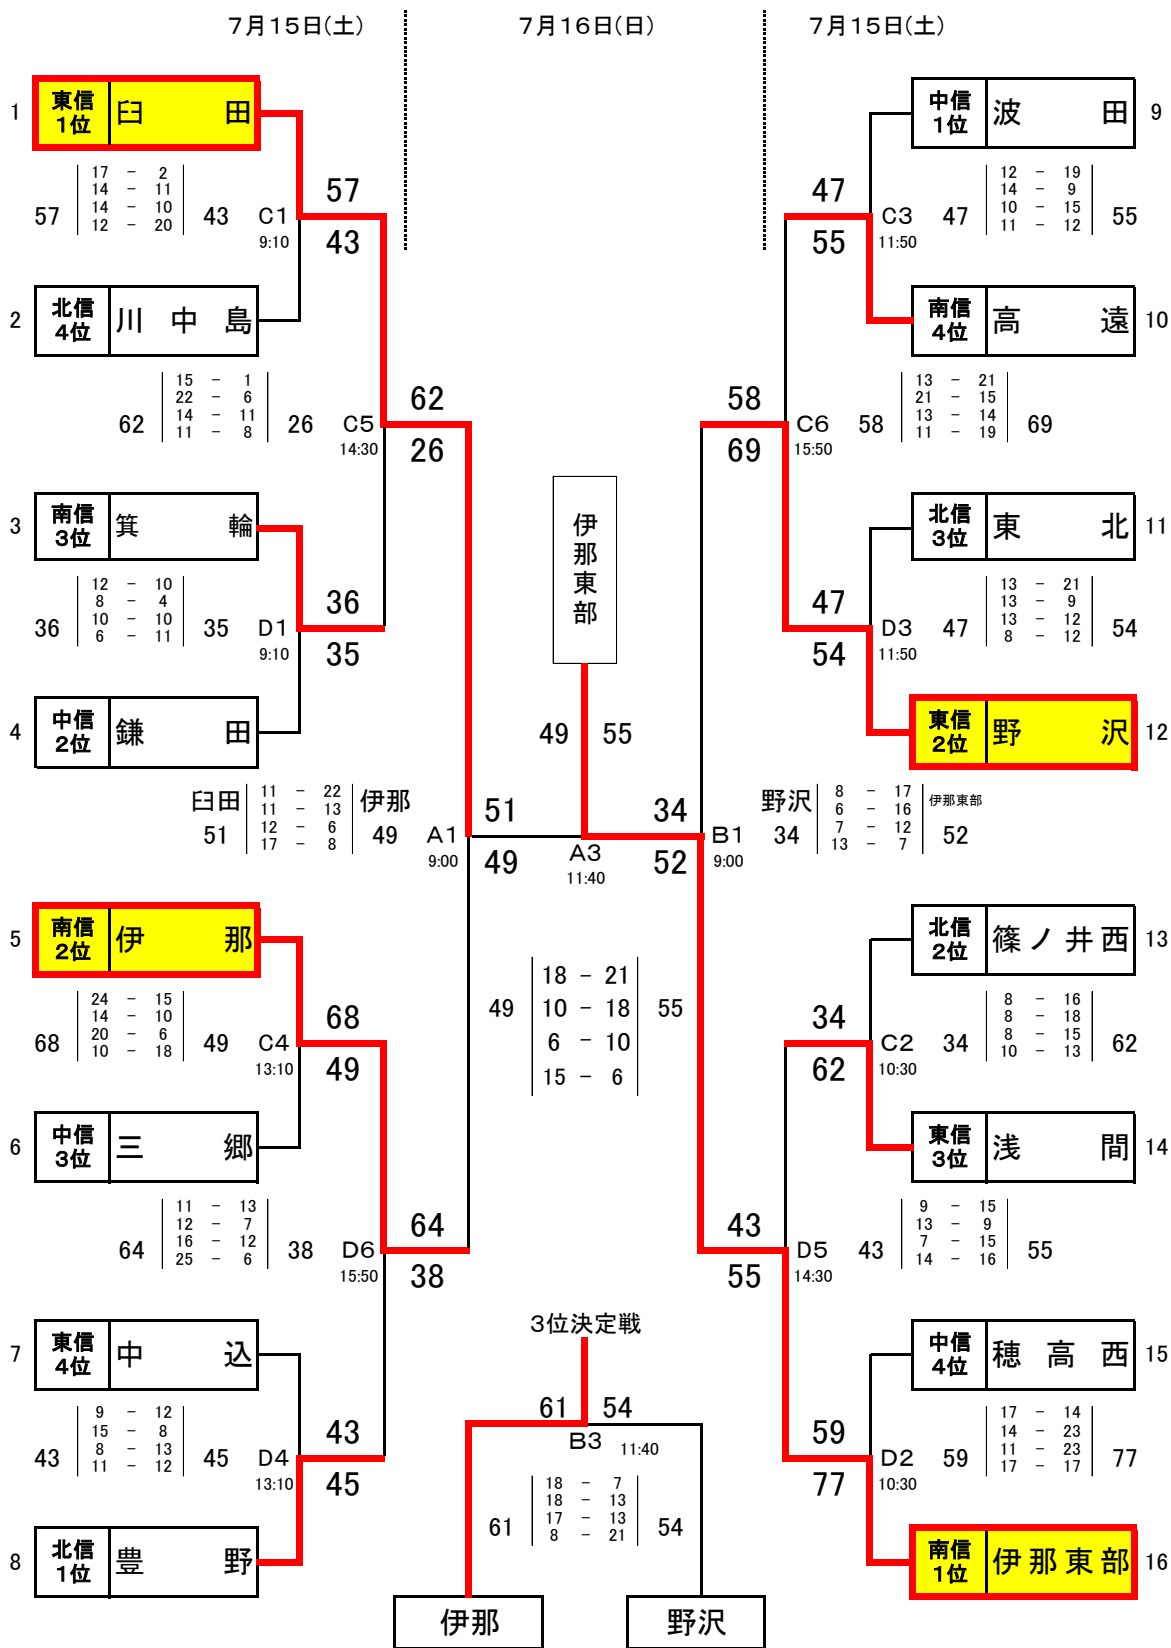 7月15日(土)
7月16日(日)
7月15日(土)
1
東信
1位
臼田
57
17 - 2
14 - 11
14 - 10
12 - 20
43
C1
9:10
57
43
2
北信
4位
川中島
62
15 - 1
22 - 6
14 - 11
11 - 8
26
C5
14:30
62
26
3
南信
3位
箕輪
36
12 - 10
8 - 4
10 - 10
6 - 11
35
D1
9:10
36
35
4
中信
2位
鎌田
臼田
51
11 - 22
11 - 13
12 - 6
17 - 8
伊那
49
A1
9:00
51
49
5
南信
2位
伊那
68
24 - 15
14 - 10
20 - 6
10 - 18
49
C4
13:10
68
49
6
中信
3位
三郷
64
11 - 13
12 - 7
16 - 12
25 - 6
38
D6
15:50
64
38
7
東信
4位
中込
43
9 - 12
15 - 8
8 - 13
11 - 12
45
D4
13:10
43
45
8
北信
1位
豊野
伊那東部
49
55
A3
11:40
49
18 - 21
10 - 18
6 - 10
15 - 6
55
3位決定戦
61
54
B3
11:40
61
18 - 7
18 - 13
17 - 13
8 - 21
54
伊那
野沢
中信
1位
波田
9
47
55
C3
11:50
47
12 - 19
14 - 9
10 - 15
11 - 12
55
南信
4位
高遠
10
58
69
C6
15:50
58
13 - 21
21 - 15
13 - 14
11 - 19
69
北信
3位
東北
11
47
54
D3
11:50
47
13 - 21
13 - 9
13 - 12
8 - 12
54
東信
2位
野沢
12
34
52
B1
9:00
野沢
34
8 - 17
6 - 16
7 - 12
13 - 7
伊那東部
52
北信
2位
篠ノ井西
13
34
62
C2
10:30
34
8 - 16
8 - 18
8 - 15
10 - 13
62
東信
3位
浅間
14
43
55
D5
14:30
43
9 - 15
13 - 9
7 - 15
14 - 16
55
中信
4位
穂高西
15
59
77
D2
10:30
59
17 - 14
14 - 23
11 - 23
17 - 17
77
南信
1位
伊那東部
16